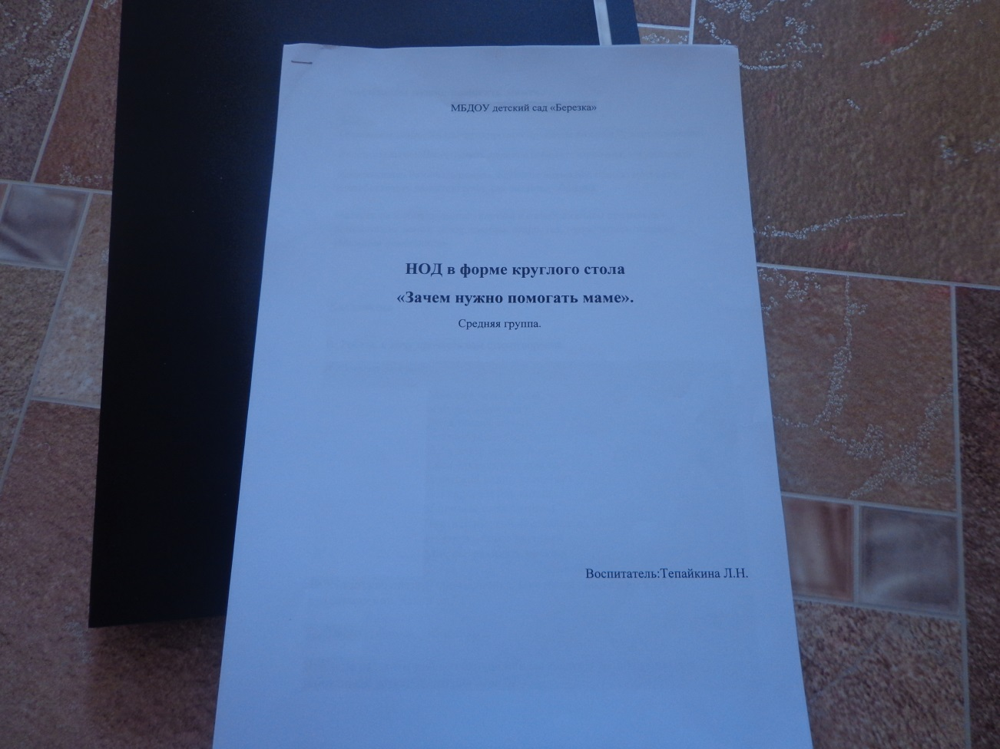 МБДОУ детский сад «Березка»
НОД в форме круглого стола
«Зачем нужно помогать маме».
Средняя группа.
Воспитатель:Тепайкина Л.Н.